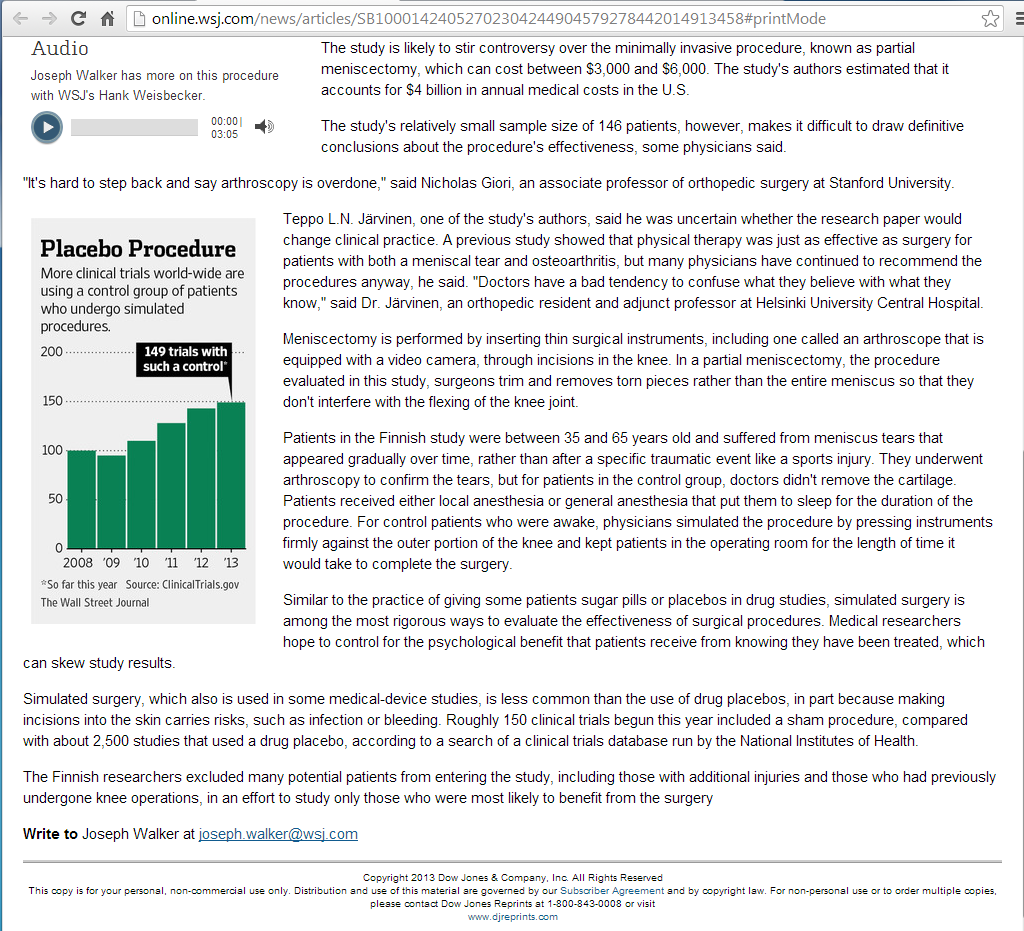 online.wsj.com/news/articles/SB10001424052702304244904579278442014913458#printMode
Audio
Joseph Walker has more on this procedure
with WSJ's Hank Weisbecker.
00:00|
03:05
The study is likely to stir controversy over the minimally invasive procedure, known as partial
meniscectomy, which can cost between $3,000 and $6,000. The study's authors estimated that it
accounts for $4 billion in annual medical costs in the U.S.
The study's relatively small sample size of 146 patients, however, makes it difficult to draw definitive
conclusions about the procedure's effectiveness, some physicians said.
"It's hard to step back and say arthroscopy is overdone," said Nicholas Giori, an associate professor of orthopedic surgery at Stanford University.
Placebo Procedure
More clinical trials world-wide are
using a control group of patients
who undergo simulated
procedures.
200
149 trials with
such a control*
150
100
50
0
2008 '09 '10 '11 '12 '13
*So far this year Source: ClinicalTrials.gov
The Wall Street Journal
Teppo L.N. Järvinen, one of the study's authors, said he was uncertain whether the research paper would
change clinical practice. A previous study showed that physical therapy was just as effective as surgery for
patients with both a meniscal tear and osteoarthritis, but many physicians have continued to recommend the
procedures anyway, he said. "Doctors have a bad tendency to confuse what they believe with what they
know," said Dr. Järvinen, an orthopedic resident and adjunct professor at Helsinki University Central Hospital.
Meniscectomy is performed by inserting thin surgical instruments, including one called an arthroscope that is
equipped with a video camera, through incisions in the knee. In a partial meniscectomy, the procedure
evaluated in this study, surgeons trim and removes torn pieces rather than the entire meniscus so that they
don't interfere with the flexing of the knee joint.
Patients in the Finnish study were between 35 and 65 years old and suffered from meniscus tears that
appeared gradually over time, rather than after a specific traumatic event like a sports injury. They underwent
arthroscopy to confirm the tears, but for patients in the control group, doctors didn't remove the cartilage.
Patients received either local anesthesia or general anesthesia that put them to sleep for the duration of the
procedure. For control patients who were awake, physicians simulated the procedure by pressing instruments
firmly against the outer portion of the knee and kept patients in the operating room for the length of time it
would take to complete the surgery.
Similar to the practice of giving some patients sugar pills or placebos in drug studies, simulated surgery is
among the most rigorous ways to evaluate the effectiveness of surgical procedures. Medical researchers
hope to control for the psychological benefit that patients receive from knowing they have been treated, which
can skew study results.
Simulated surgery, which also is used in some medical-device studies, is less common than the use of drug placebos, in part because making
incisions into the skin carries risks, such as infection or bleeding. Roughly 150 clinical trials begun this year included a sham procedure, compared
with about 2,500 studies that used a drug placebo, according to a search of a clinical trials database run by the National Institutes of Health.
The Finnish researchers excluded many potential patients from entering the study, including those with additional injuries and those who had previously
undergone knee operations, in an effort to study only those who were most likely to benefit from the surgery
Write to Joseph Walker at joseph.walker@wsj.com
Copyright 2013 Dow Jones & Company, Inc. All Rights Reserved
This copy is for your personal, non-commercial use only. Distribution and use of this material are governed by our Subscriber Agreement and by copyright law. For non-personal use or to order multiple copies,
please contact Dow Jones Reprints at 1-800-843-0008 or visit
www.djreprints.com